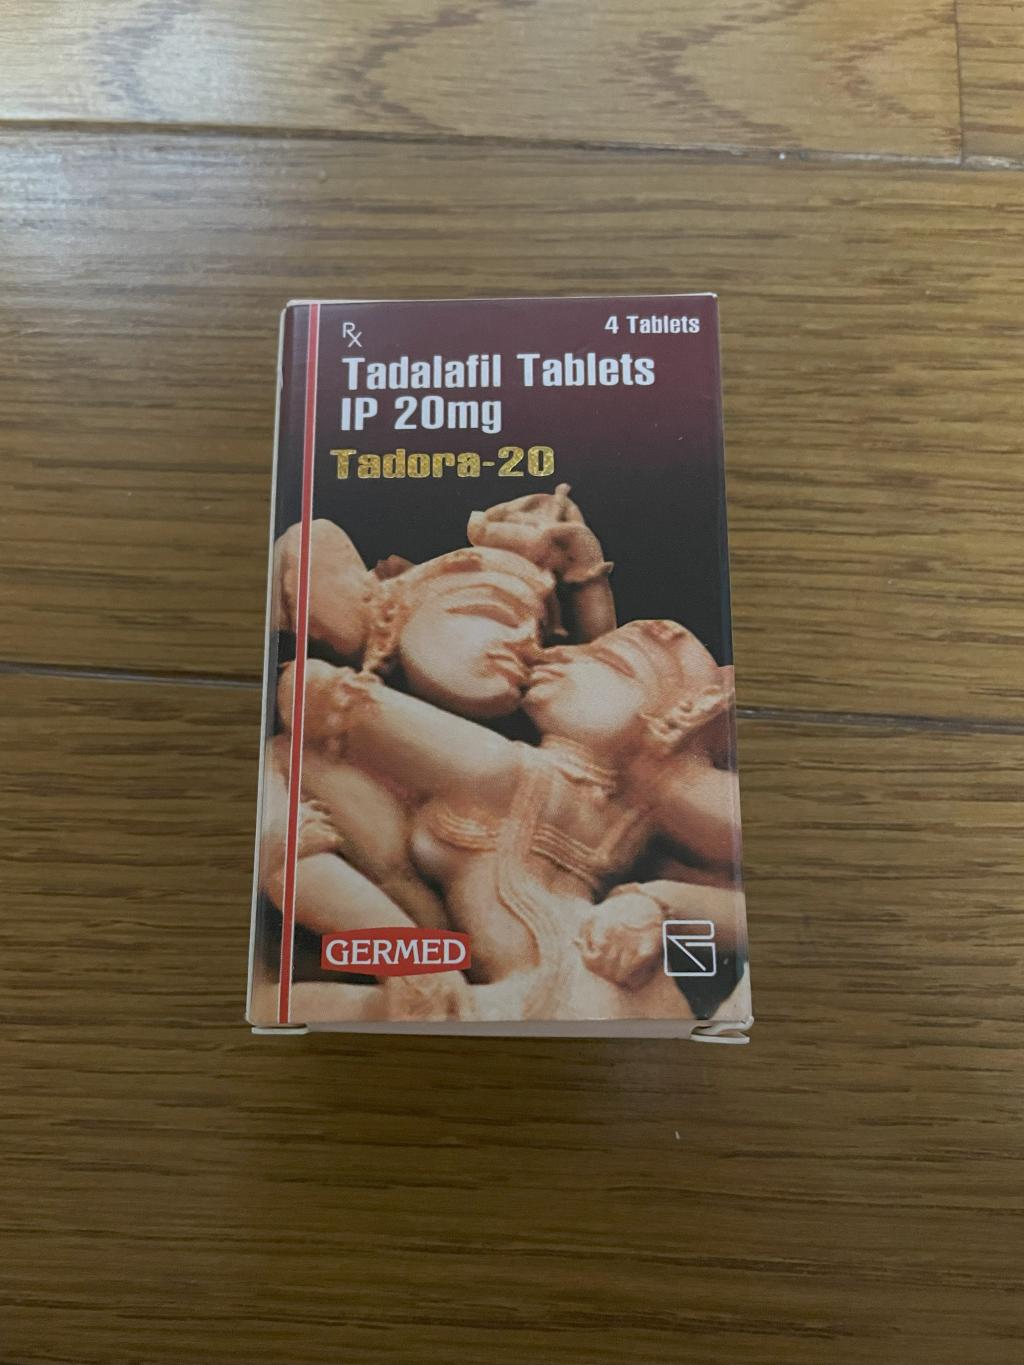 Rx
4 Tablets
Tadalafil Tablets
IP 20mg
Tadora-20
GERMED